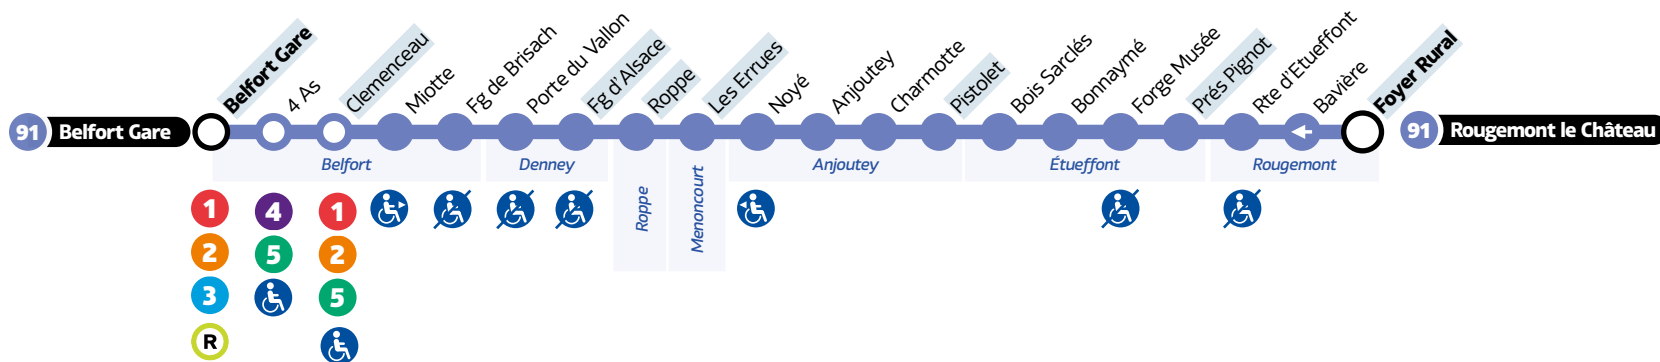 91 Belfort Gare
Belfort Gare
4 As
Clemenceau
Miotte
Fg de Brisach
Porte du Vallon
Fg d'Alsace
Roppe
Les Errues
Noyé
Anjoutey
Charmotte
Pistolet
Bois Sarclés
Bonnaymé
Forge Musée
Prés Pignot
Rte d'Etueffont
Bavière
Foyer Rural
91 Rougemont le Château
Belfort
Denney
Roppe
Menoncourt
Anjoutey
Étueffont
Rougemont
1 4 1
2 5 2
3 5
R